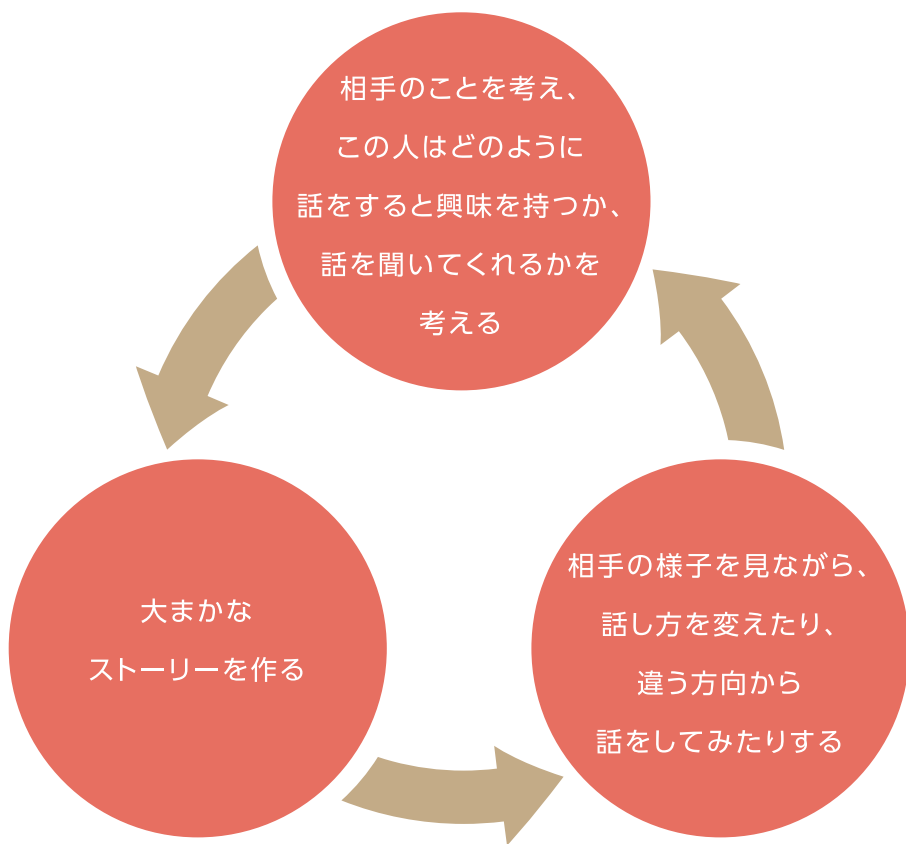 相手のことを考え、
この人はどのように
話をすると興味を持つか、
話を聞いてくれるかを
考える
大まかな
ストーリーを作る
相手の様子を見ながら、
話し方を変えたり、
違う方向から
話をしてみたりする